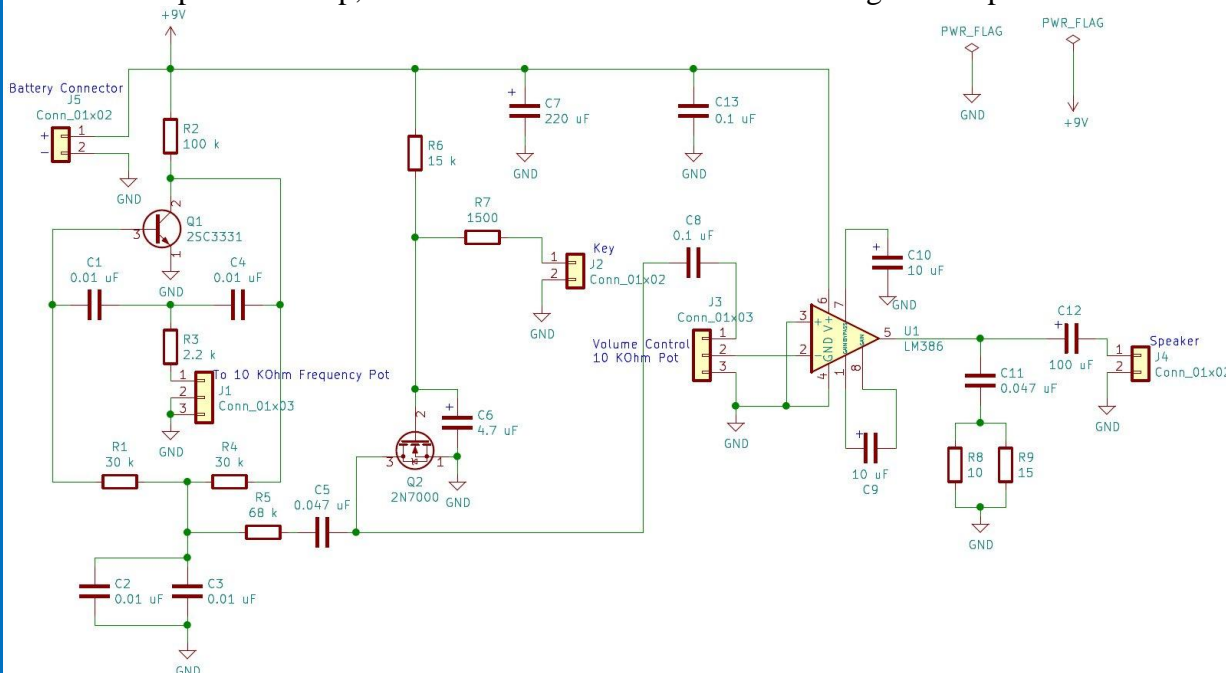 +9V
PWR_FLAG
PWR_FLAG
GND
+9V
Battery Connector
J5
Conn_01x02
+ 1
- 2
GND
R2
100 k
R6
15 k
C7
220 uF
+
GND
C13
0.1 uF
GND
2
Q1
2SC3331
3
1
GND
R7
1500
Key
1
2
J2
Conn_01x02
GND
C8
0.1 uF
C1
0.01 uF
C4
0.01 uF
R3
2.2 k
To 10 KOhm Frequency Pot
1
2
3
J1
Conn_01x03
GND
J3
Conn_01x03
Volume Control
10 KOhm Pot
1
2
3
GND
+
C10
10 uF
GND
3
2
6
7
+
-
V+
GND
BYPASS
GAIN
5
U1
LM386
4
1
8
+
10 uF
C9
C12
+
100 uF
Speaker
1
2
J4
GND
C11
0.047 uF
R8
10
R9
15
GND
2
+
C6
4.7 uF
3
1
Q2
2N7000
GND
R1
30 k
R4
30 k
R5
68 k
C5
0.047 uF
C2
0.01 uF
C3
0.01 uF
GND